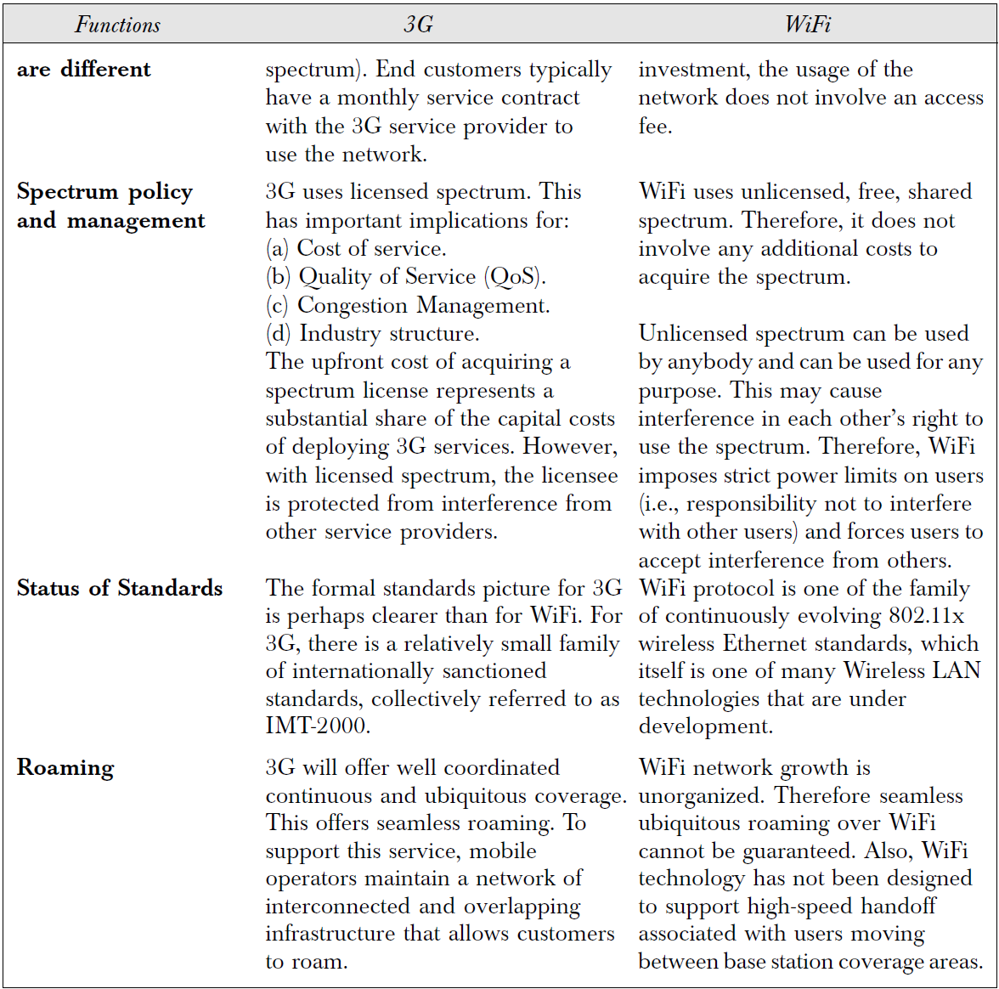 Functions 3G WiFi
are different
spectrum). End customers typically
have a monthly service contract
with the 3G service provider to
use the network.
investment, the usage of the
network does not involve an access
fee.
Spectrum policy
and management
3G uses licensed spectrum. This
has important implications for:
(a) Cost of service.
(b) Quality of Service (QoS).
(c) Congestion Management.
(d) Industry structure.
The upfront cost of acquiring a
spectrum license represents a
substantial share of the capital costs
of deploying 3G services. However,
with licensed spectrum, the licensee
is protected from interference from
other service providers.
WiFi uses unlicensed, free, shared
spectrum. Therefore, it does not
involve any additional costs to
acquire the spectrum.
Unlicensed spectrum can be used
by anybody and can be used for any
purpose. This may cause
interference in each other's right to
use the spectrum. Therefore, WiFi
imposes strict power limits on users
(i.e., responsibility not to interfere
with other users) and forces users to
accept interference from others.
Status of Standards
The formal standards picture for 3G
is perhaps clearer than for WiFi. For
3G, there is a relatively small family
of internationally sanctioned
standards, collectively referred to as
IMT-2000.
WiFi protocol is one of the family
of continuously evolving 802.11x
wireless Ethernet standards, which
itself is one of many Wireless LAN
technologies that are under
development.
Roaming
3G will offer well coordinated
continuous and ubiquitous coverage.
This offers seamless roaming. To
support this service, mobile
operators maintain a network of
interconnected and overlapping
infrastructure that allows customers
to roam.
WiFi network growth is
unorganized. Therefore seamless
ubiquitous roaming over WiFi
cannot be guaranteed. Also, WiFi
technology has not been designed
to support high-speed handoff
associated with users moving
between base station coverage areas.